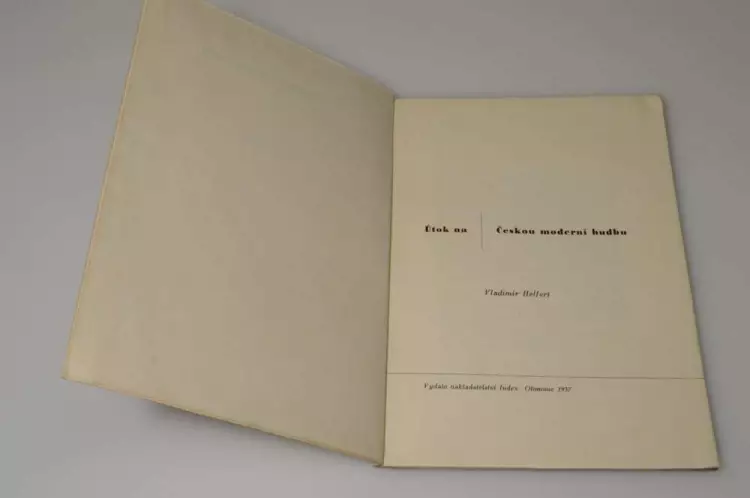 Útok na | Českou moderní hudbu
Vladimír Helfert
Vydalo nakladatelství Index Olomouc 1937